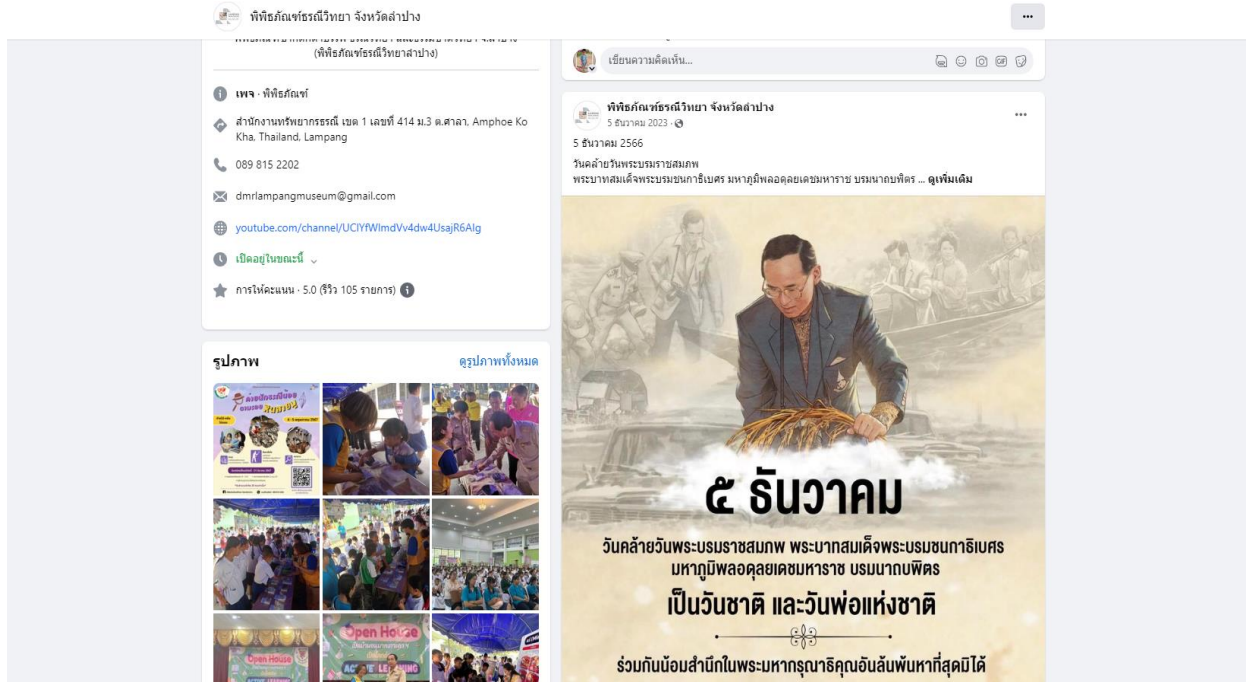 พิพิธภัณฑ์ธรณีวิทยา จังหวัดลำปาง
(พิพิธภัณฑ์ธรณีวิทยาลำปาง)
เพจ · พิพิธภัณฑ์
สำนักงานทรัพยากรธรณี เขต 1 เลขที่ 414 ม.3 ต.ศาลา, Amphoe Ko
Kha, Thailand, Lampang
089 815 2202
dmrlampangmuseum@gmail.com
youtube.com/channel/UClYfWlmdVv4dw4UsajR6Alg
เปิดอยู่ในขณะนี้
การให้คะแนน · 5.0 (รีวิว 105 รายการ)
รูปภาพ
ดูรูปภาพทั้งหมด
Open House
Open House
ACTIVE LEARNING
เขียนความคิดเห็น...
พิพิธภัณฑ์ธรณีวิทยา จังหวัดลำปาง
5 ธันวาคม 2023
5 ธันวาคม 2566
วันคล้ายวันพระบรมราชสมภพ
พระบาทสมเด็จพระบรมชนกาธิเบศร มหาภูมิพลอดุลยเดชมหาราช บรมนาถบพิตร ... ดูเพิ่มเติม
๕ ธันวาคม
วันคล้ายวันพระบรมราชสมภพ พระบาทสมเด็จพระบรมชนกาธิเบศร
มหาภูมิพลอดุลยเดชมหาราช บรมนาถบพิตร
เป็นวันชาติ และวันพ่อแห่งชาติ
ร่วมกันน้อมสำนึกในพระมหากรุณาธิคุณอันล้นพ้นหาที่สุดมิได้